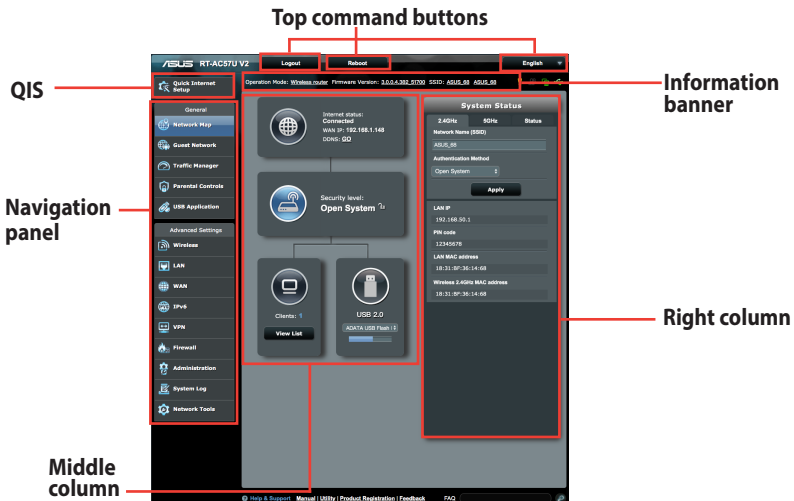 Top command buttons
ASUS RT-AC57U V2 Logout Reboot English
QIS
Quick Internet Setup
Operation Mode: Wireless router Firmware Version: 3.0.0.4.382_51700 SSID: ASUS_68 ASUS_68
Information banner
Navigation panel
General
Network Map
Guest Network
Traffic Manager
Parental Controls
USB Application
Advanced Settings
Wireless
LAN
WAN
IPv6
VPN
Firewall
Administration
System Log
Network Tools
Internet status:
Connected
WAN IP: 192.168.1.148
DDNS: GO
Security level:
Open System
Clients: 1
View List
USB 2.0
ADATA USB Flash
System Status
2.4GHz 5GHz Status
Network Name (SSID)
ASUS_68
Authentication Method
Open System
Apply
LAN IP
192.168.50.1
PIN code
12345678
LAN MAC address
18:31:BF:36:14:68
Wireless 2.4GHz MAC address
18:31:BF:36:14:68
Right column
Middle column
Help & Support Manual | Utility | Product Registration | Feedback FAQ